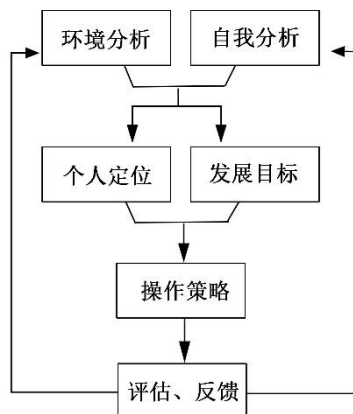 环境分析
自我分析
个人定位
发展目标
操作策略
评估、反馈